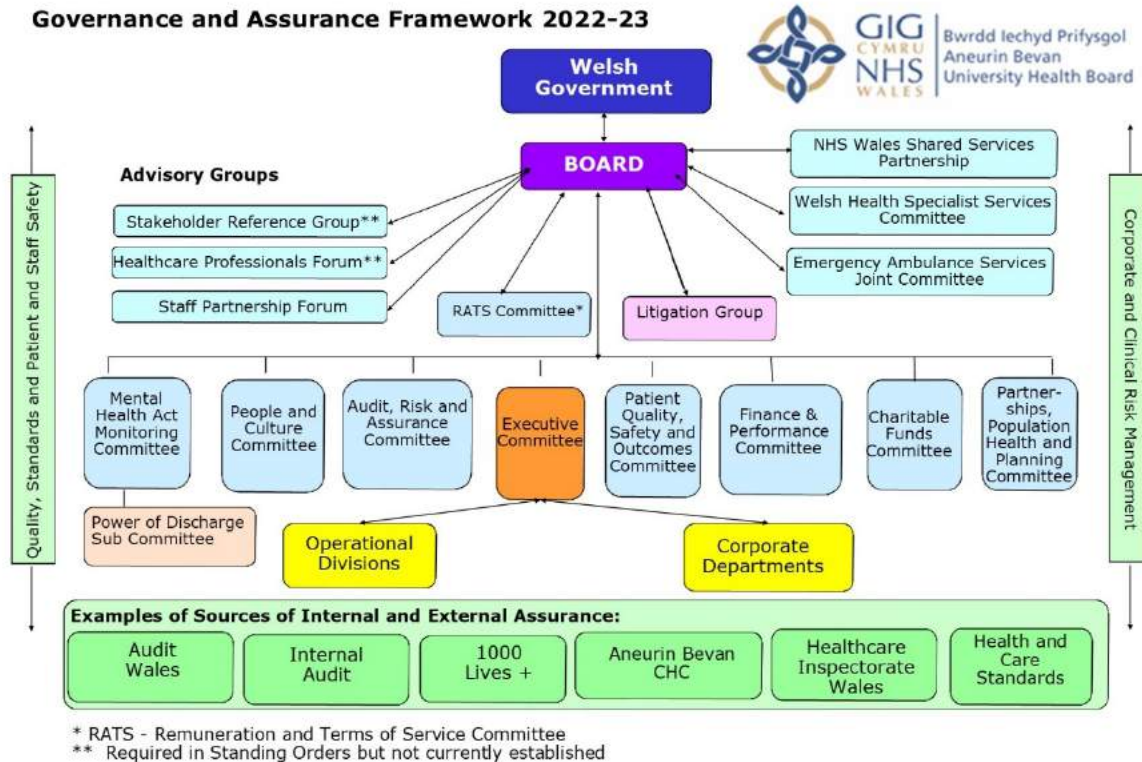 Governance and Assurance Framework 2022-23
GIG
CYMRU
NHS
WALES
Bwrdd Iechyd Prifysgol
Aneurin Bevan
University Health Board
Welsh
Government
BOARD
Advisory Groups
Stakeholder Reference Group**
Healthcare Professionals Forum**
Staff Partnership Forum
RATS Committee*
Litigation Group
NHS Wales Shared Services
Partnership
Welsh Health Specialist Services
Committee
Emergency Ambulance Services
Joint Committee
Quality, Standards and Patient and Staff Safety
Corporate and Clinical Risk Management
Mental
Health Act
Monitoring
Committee
People and
Culture
Committee
Audit, Risk and
Assurance
Committee
Executive
Committee
Patient
Quality,
Safety and
Outcomes
Committee
Finance &
Performance
Committee
Charitable
Funds
Committee
Partner-
ships,
Population
Health and
Planning
Committee
Power of Discharge
Sub Committee
Operational
Divisions
Corporate
Departments
Examples of Sources of Internal and External Assurance:
Audit
Wales
Internal
Audit
1000
Lives +
Aneurin Bevan
CHC
Healthcare
Inspectorate
Wales
Health and
Care
Standards
* RATS - Remuneration and Terms of Service Committee
** Required in Standing Orders but not currently established